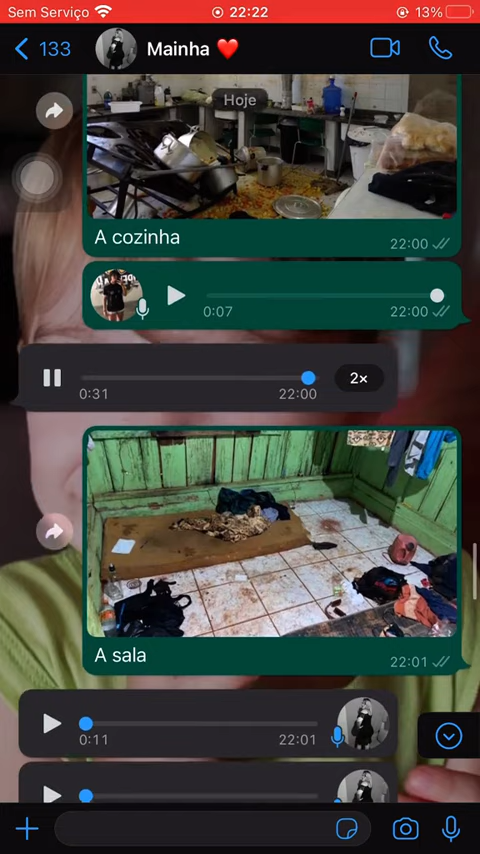 Sem Serviço 22:22 13%
133 Mainha ❤️
Hoje
A cozinha
22:00
0:07 22:00
2x
0:31 22:00
A sala
22:01
0:11 22:01